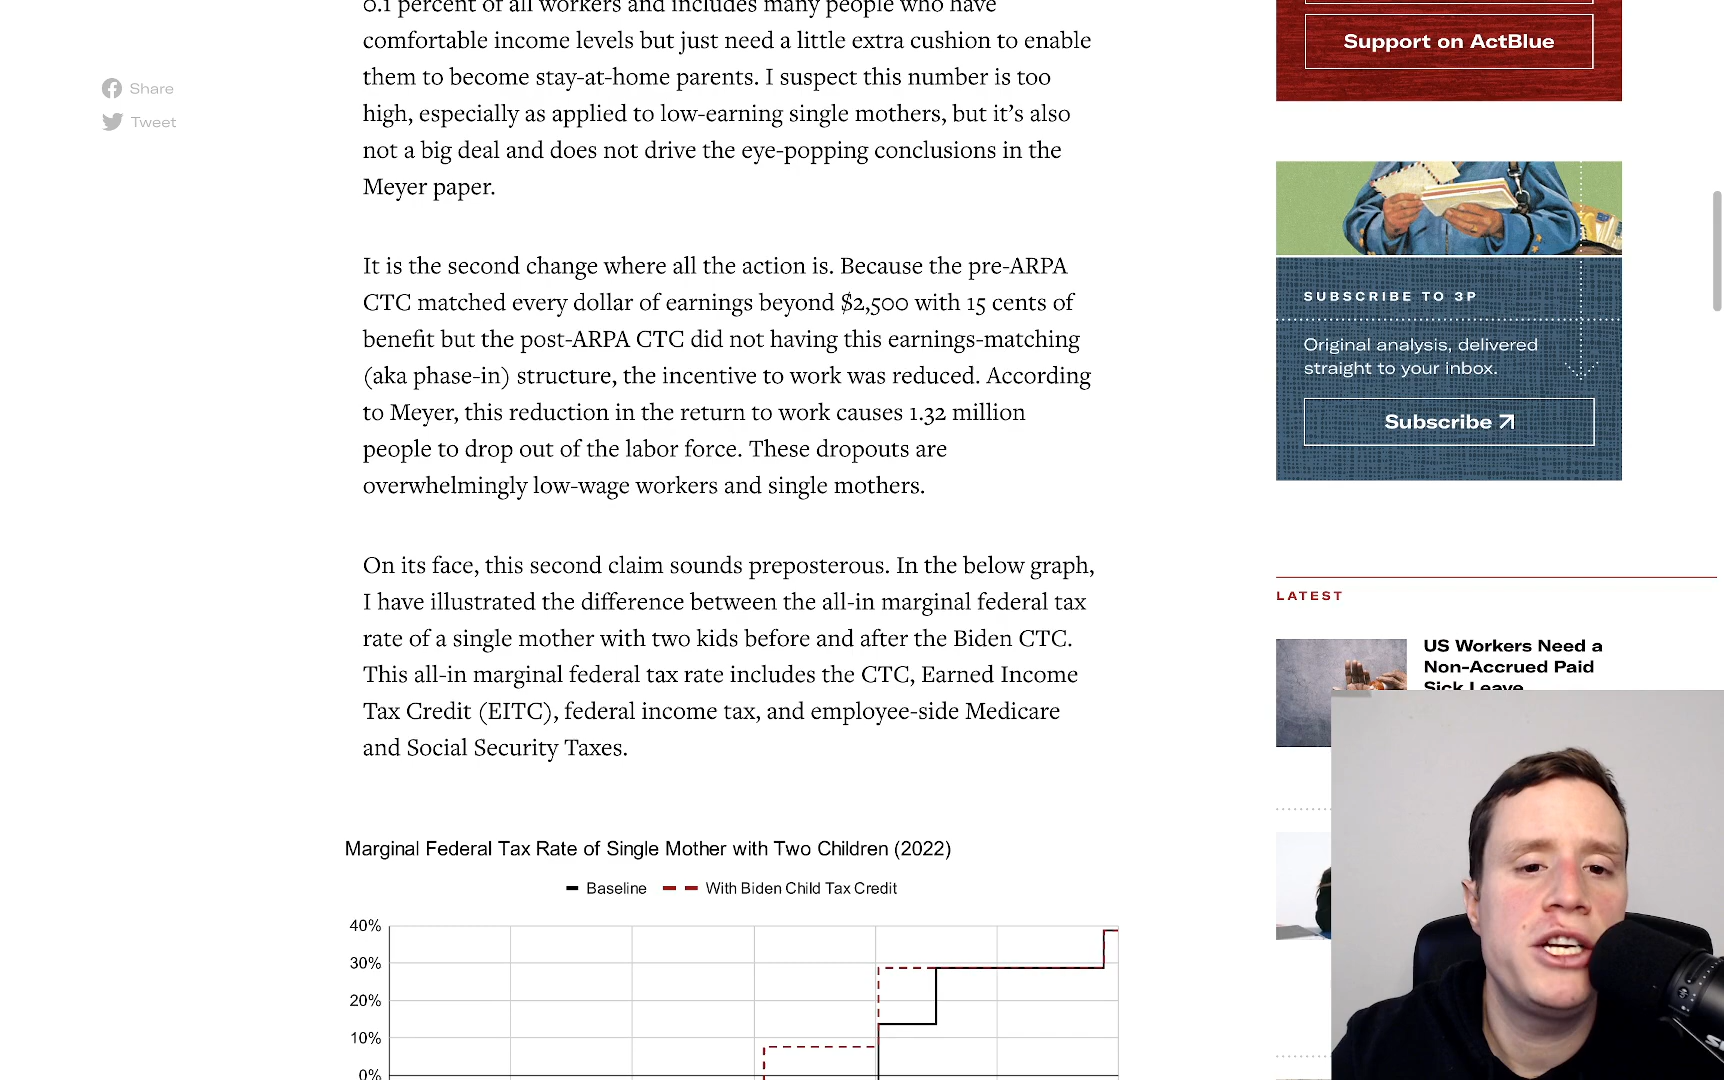 0.1 percent of all workers and includes many people who have
comfortable income levels but just need a little extra cushion to enable
them to become stay-at-home parents. I suspect this number is too
high, especially as applied to low-earning single mothers, but it's also
not a big deal and does not drive the eye-popping conclusions in the
Meyer paper.
It is the second change where all the action is. Because the pre-ARPA
CTC matched every dollar of earnings beyond $2,500 with 15 cents of
benefit but the post-ARPA CTC did not having this earnings-matching
(aka phase-in) structure, the incentive to work was reduced. According
to Meyer, this reduction in the return to work causes 1.32 million
people to drop out of the labor force. These dropouts are
overwhelmingly low-wage workers and single mothers.
On its face, this second claim sounds preposterous. In the below graph,
I have illustrated the difference between the all-in marginal federal tax
rate of a single mother with two kids before and after the Biden CTC.
This all-in marginal federal tax rate includes the CTC, Earned Income
Tax Credit (EITC), federal income tax, and employee-side Medicare
and Social Security Taxes.
Marginal Federal Tax Rate of Single Mother with Two Children (2022)
Baseline With Biden Child Tax Credit
40%
30%
20%
10%
0%
Share
Tweet
Support on ActBlue
SUBSCRIBE TO 3P
Original analysis, delivered
straight to your inbox.
Subscribe
LATEST
US Workers Need a
Non-Accrued Paid
Sick Leave